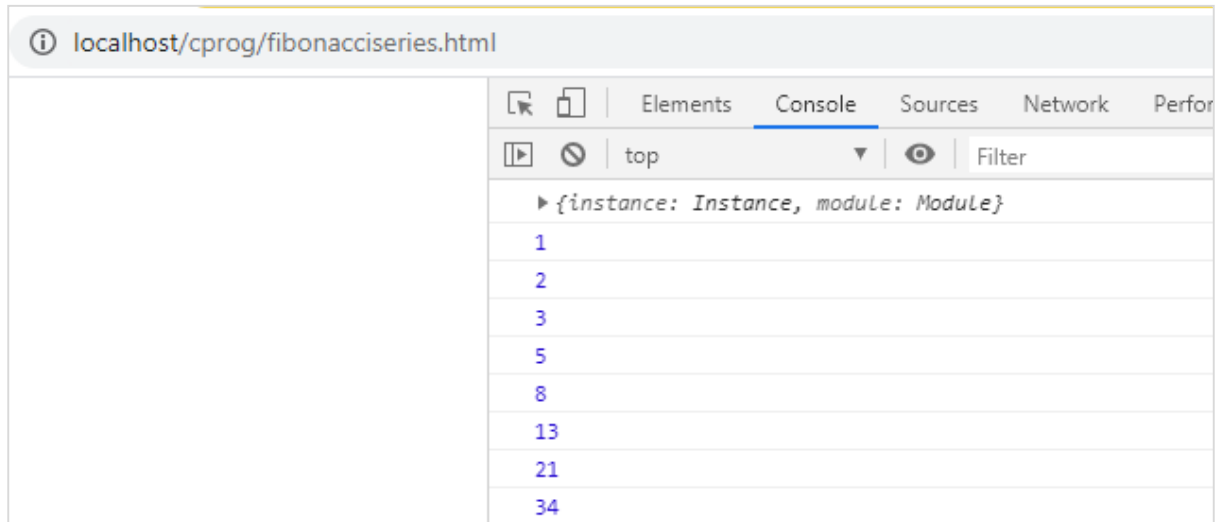 localhost/cprog/fibonacciseries.html
Elements Console Sources Network Perfor
top Filter
{instance: Instance, module: Module}
1
2
3
5
8
13
21
34